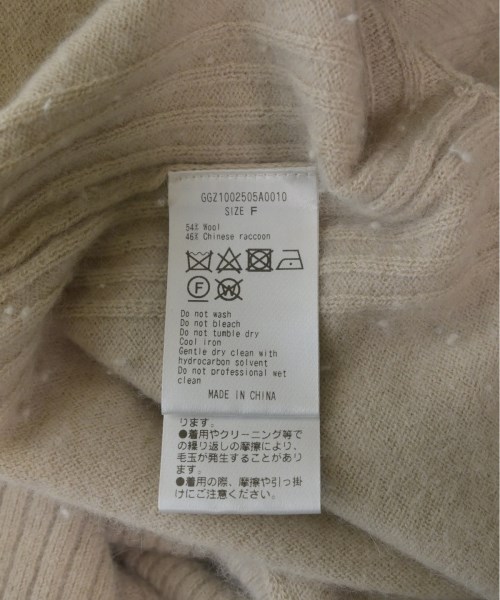 GGZ1002505A0010
SIZE F
54% Wool
46% Chinese raccoon
F W
Do not wash
Do not bleach
Do not tumble dry
Cool iron
Gentle dry clean with
hydrocarbon solvent
Do not professional wet
clean
MADE IN CHINA
ります。
●着用やクリーニング等で
の繰り返しの摩擦により、
毛玉が発生することがあり
ます。
●着用の際、摩擦や引っ掛
けにご注意ください。